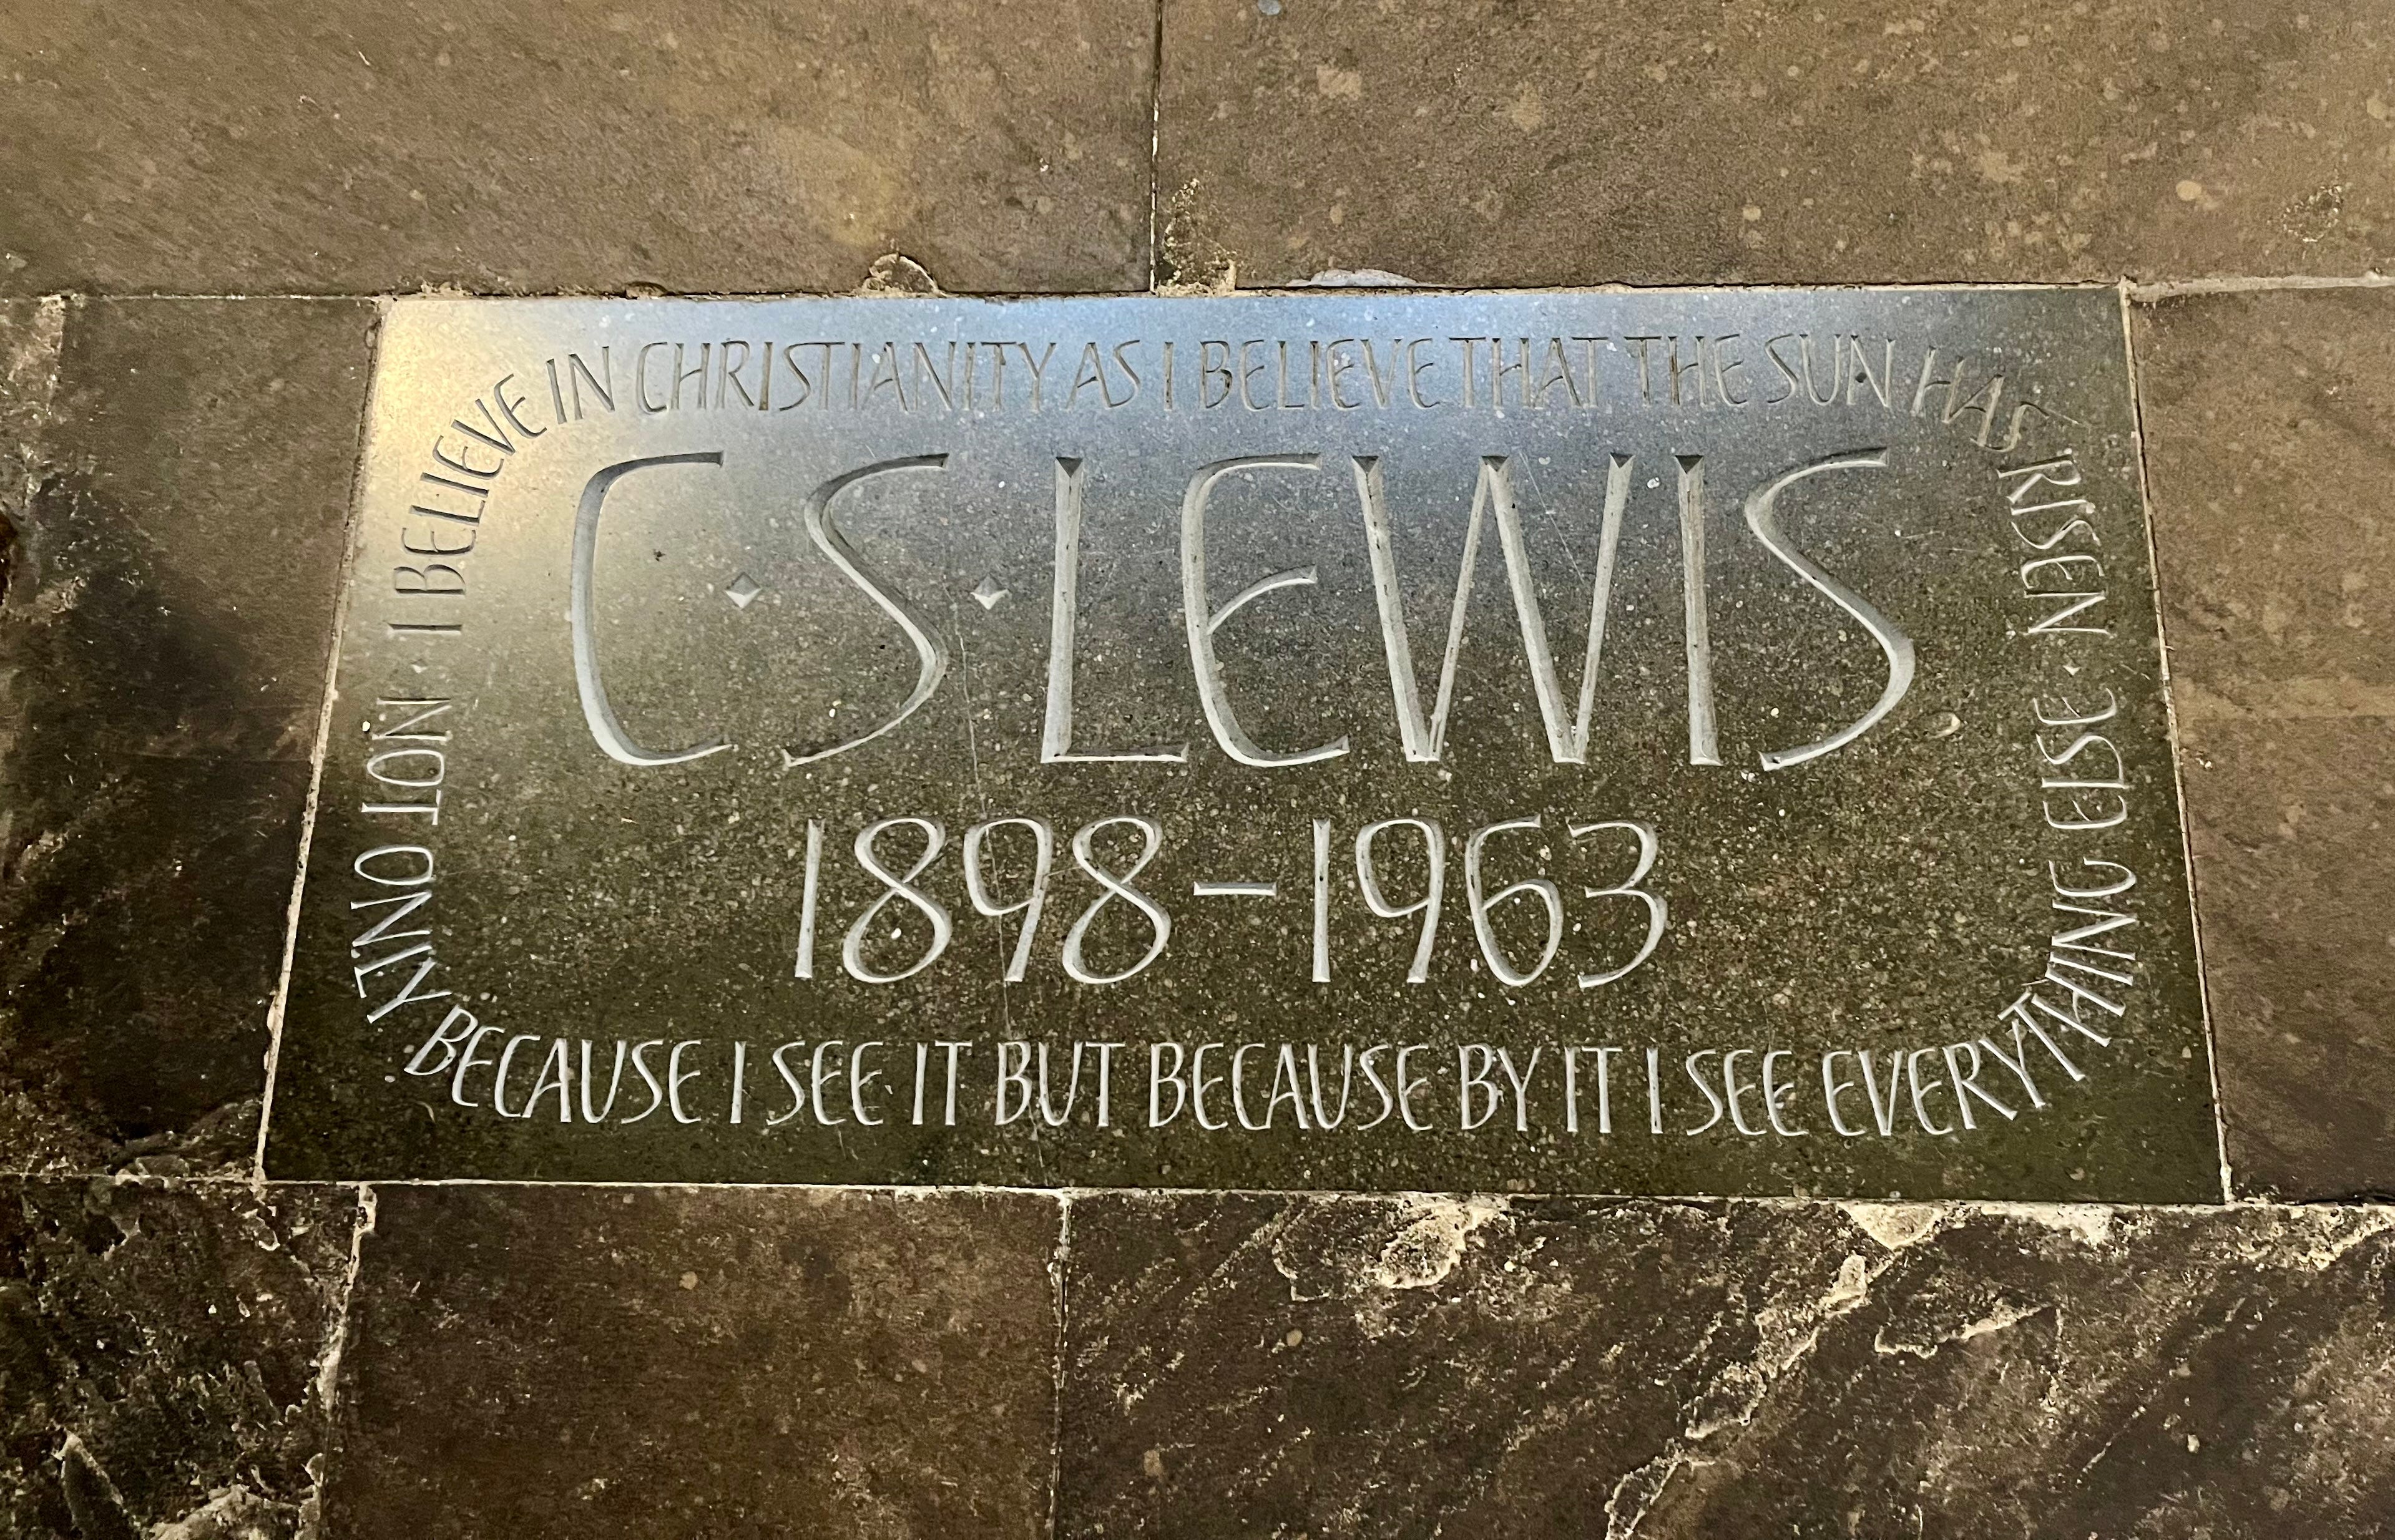 I BELIEVE IN CHRISTIANITY AS I BELIEVE THAT THE SUN HAS RISEN ·
NOT ONLY BECAUSE I SEE IT BUT BECAUSE BY IT I SEE EVERYTHING ELSE ·
C·S·LEWIS
1898–1963